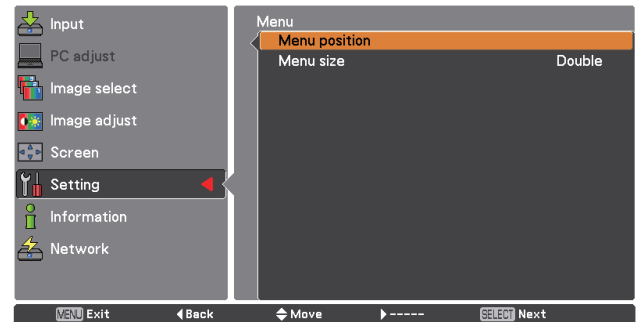 Input
PC adjust
Image select
Image adjust
Screen
Setting
Information
Network
Menu
Menu position
Menu size Double
MENU Exit Back Move ----- SELECT Next